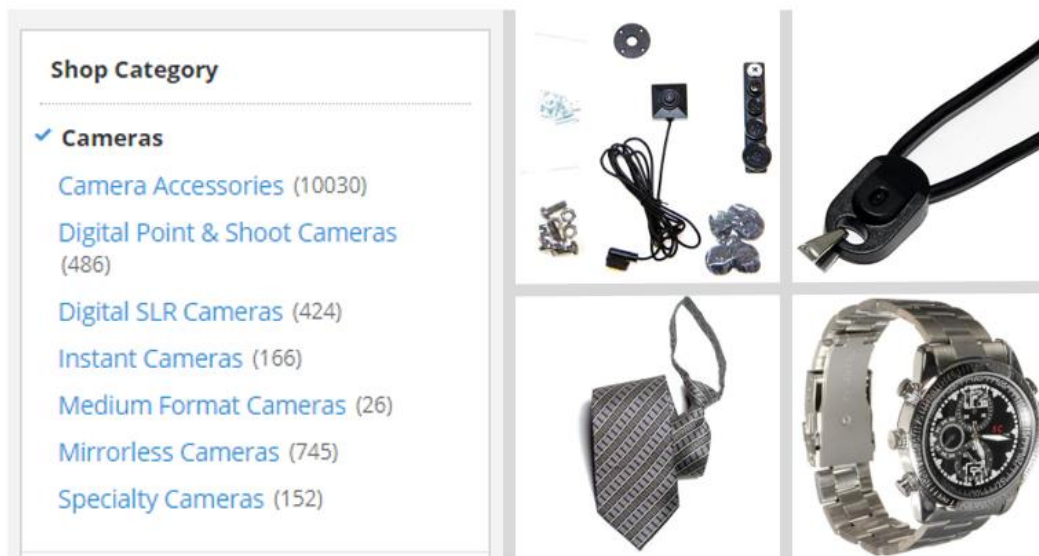 Shop Category
Cameras
Camera Accessories (10030)
Digital Point & Shoot Cameras
(486)
Digital SLR Cameras (424)
Instant Cameras (166)
Medium Format Cameras (26)
Mirrorless Cameras (745)
Specialty Cameras (152)